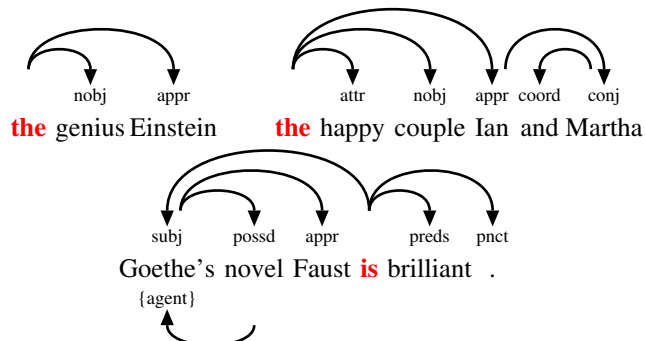 nobj appr attr nobj appr coord conj
the genius Einstein the happy couple Ian and Martha
subj possd appr preds pnct
Goethe's novel Faust is brilliant .
{agent}